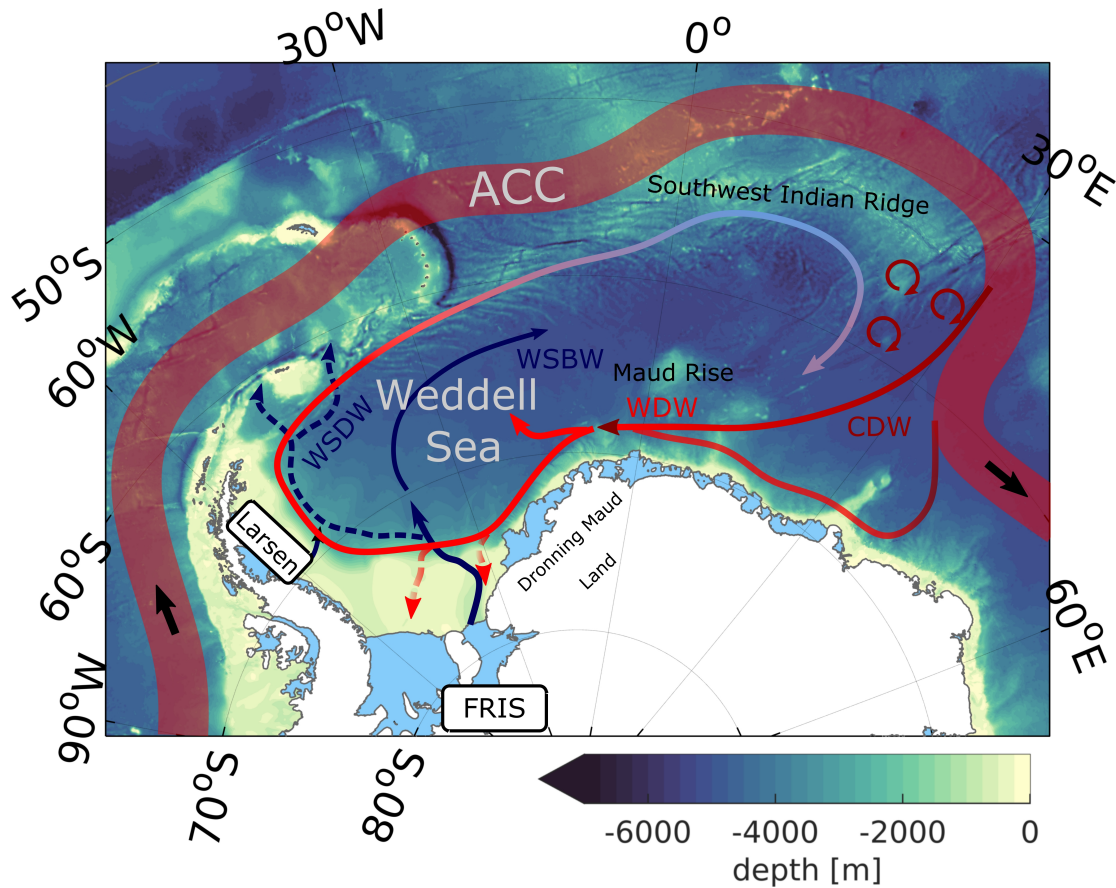 30°W
0°
30°E
ACC
Southwest Indian Ridge
50°S
60°W
WSBW
Maud Rise
Weddell
Sea
WDW
CDW
WSDW
Larsen
Dronning Maud
Land
60°S
60°E
90°W
FRIS
70°S
80°S
-6000
-4000
-2000
0
depth [m]